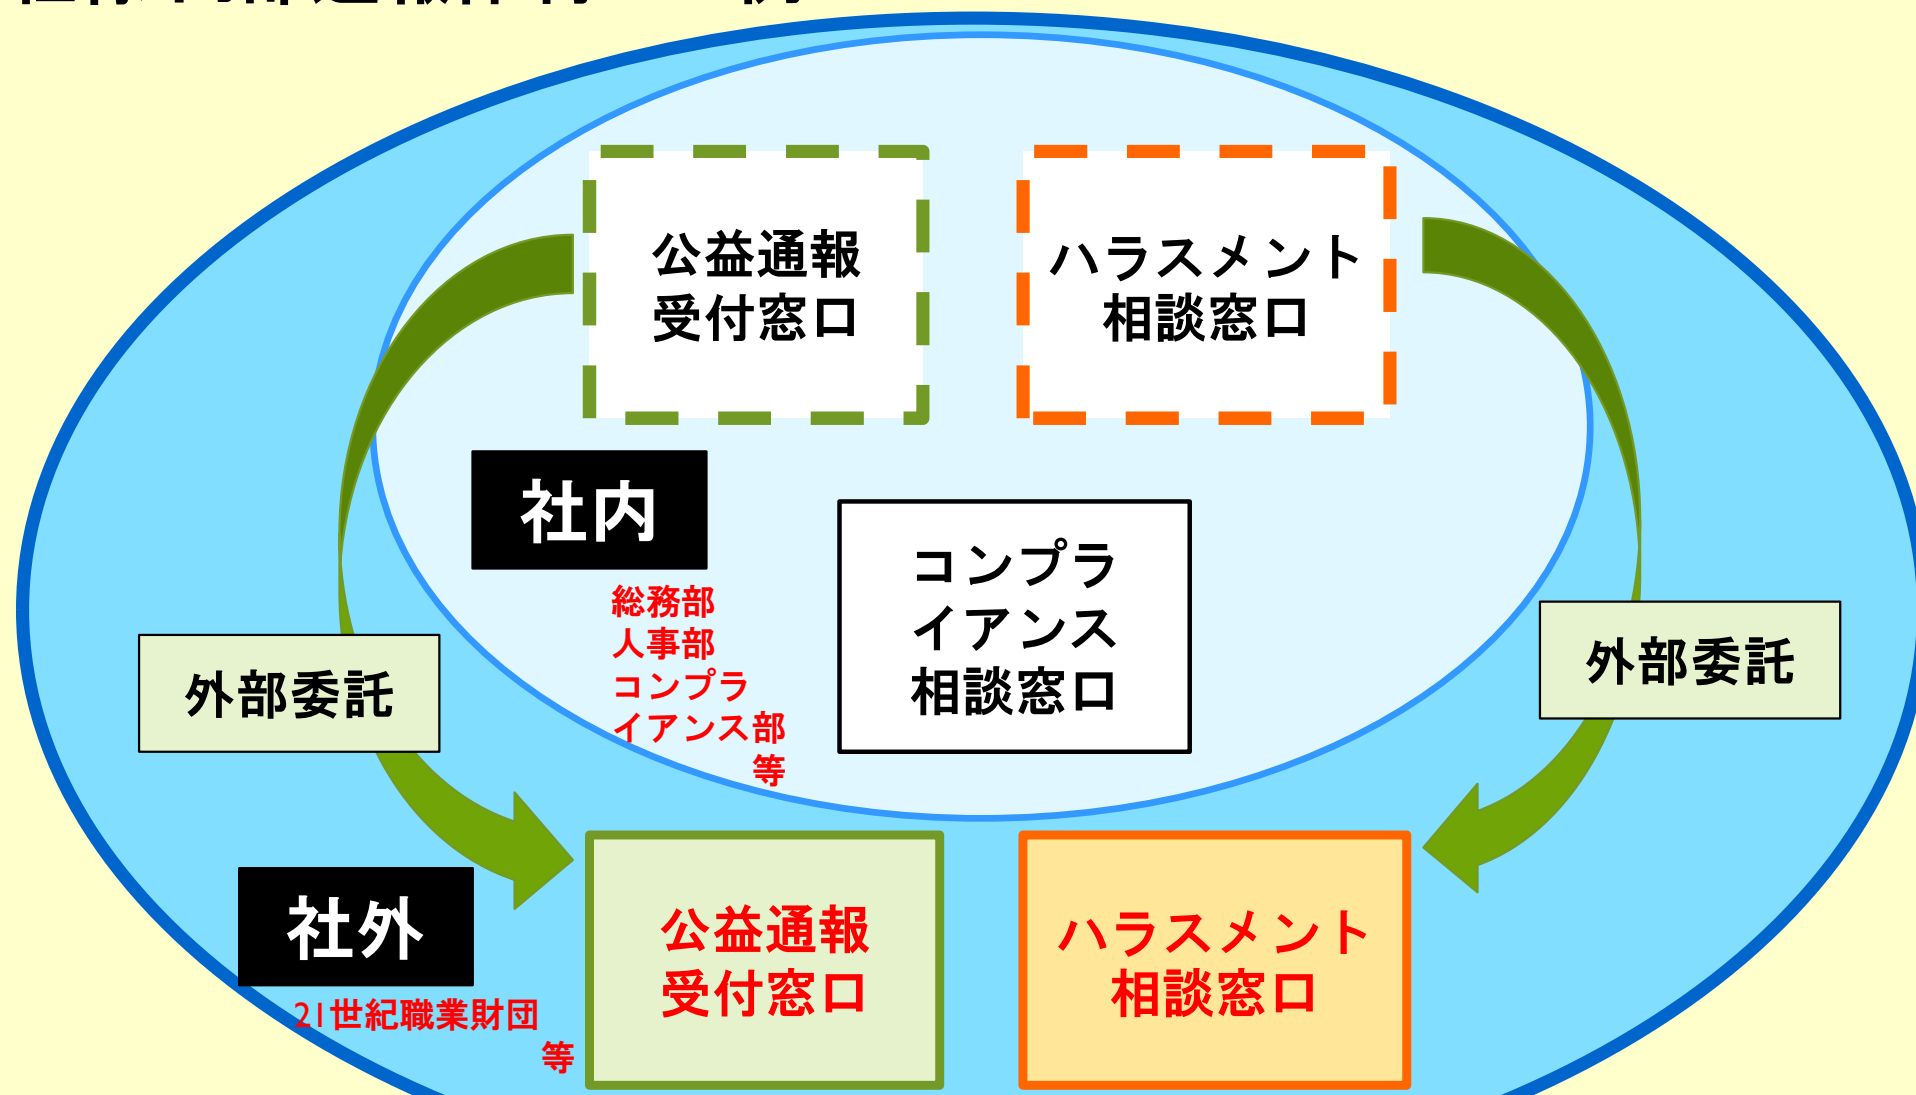 公益通報
受付窓口
ハラスメント
相談窓口
社内
総務部
人事部
コンプラ
イアンス部
等
コンプラ
イアンス
相談窓口
外部委託
外部委託
社外
21世紀職業財団
等
公益通報
受付窓口
ハラスメント
相談窓口